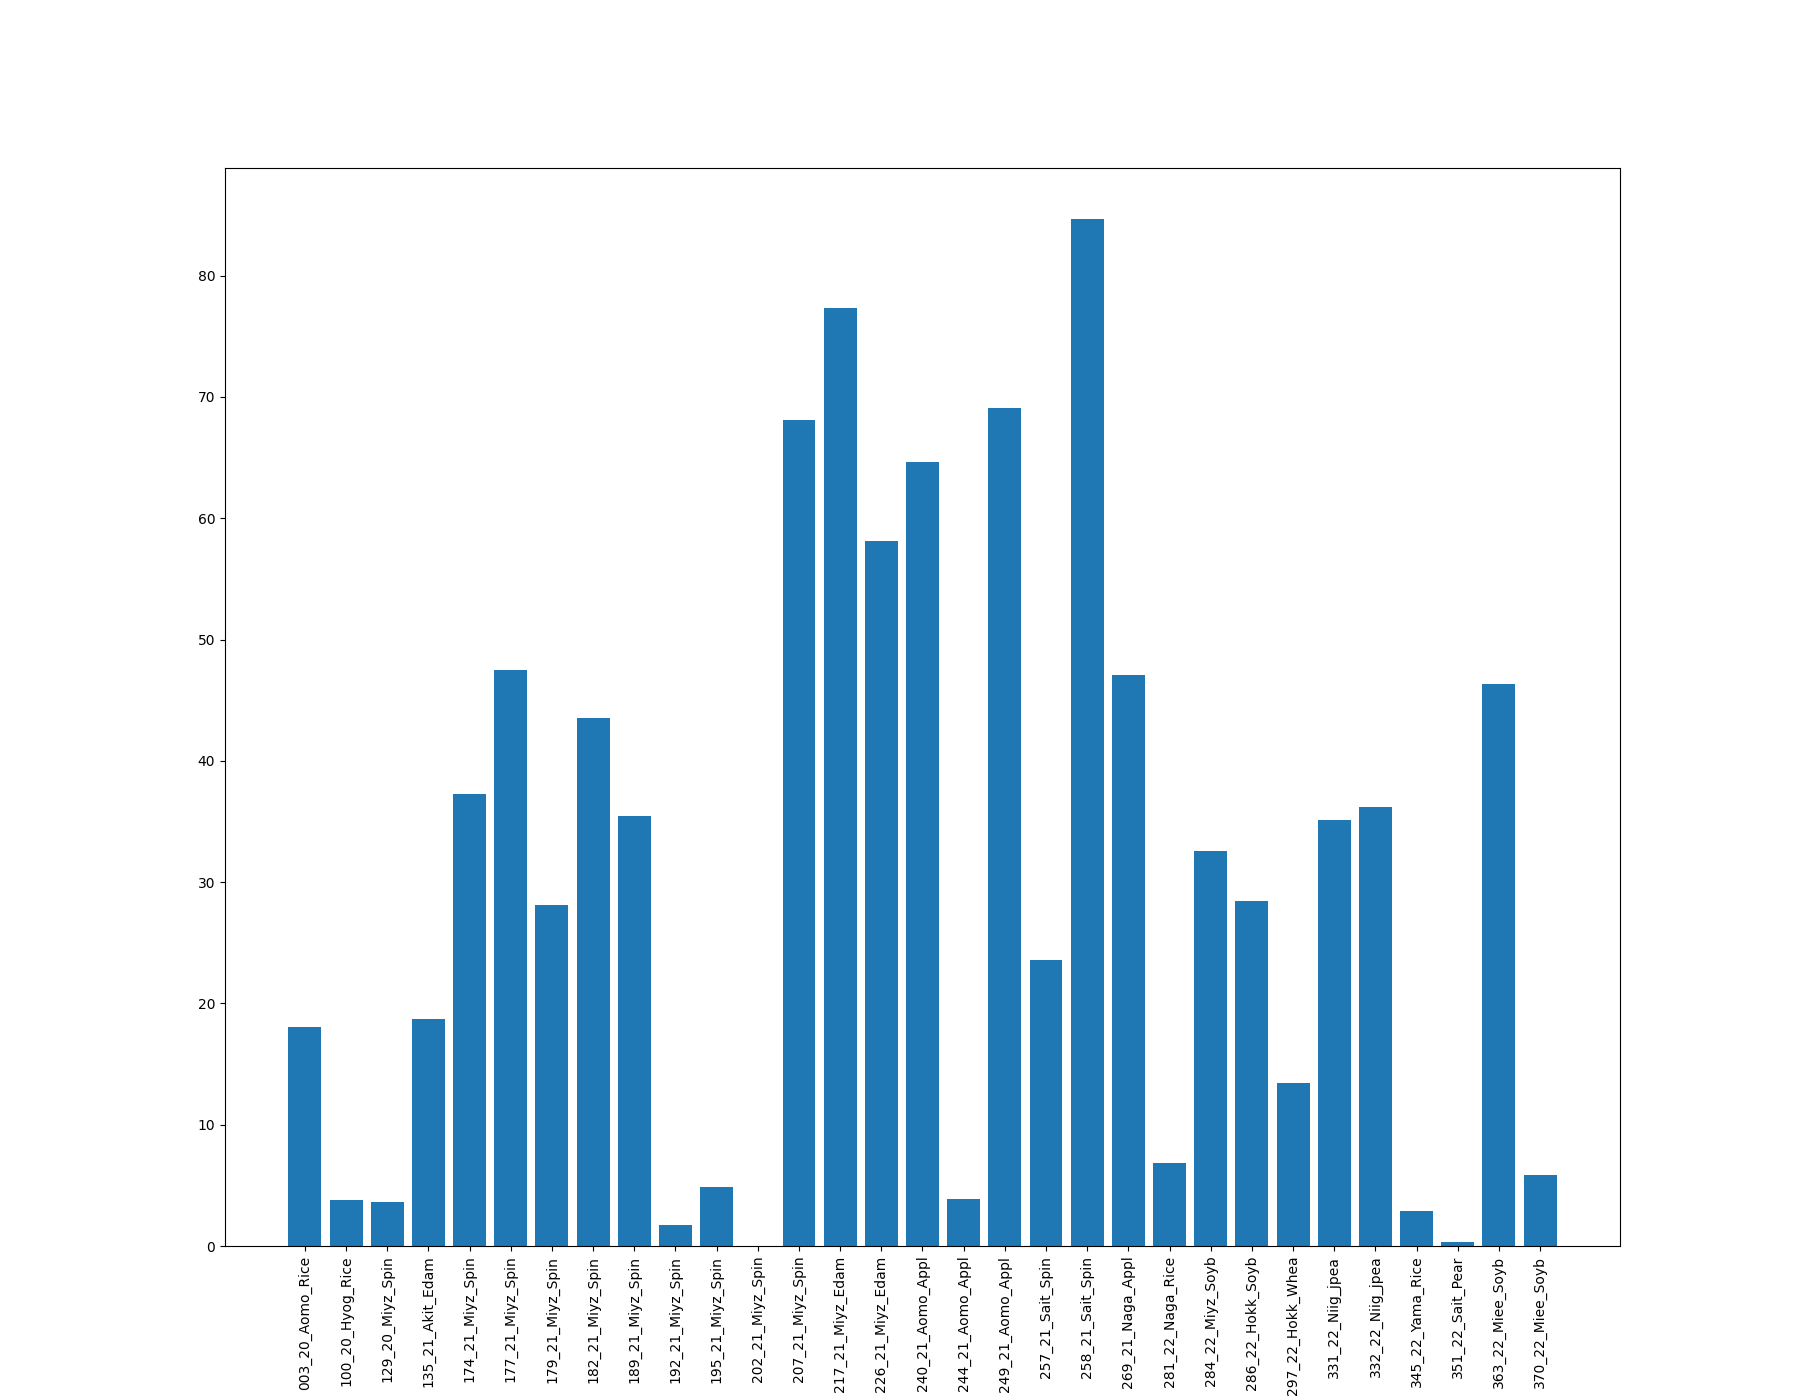 80
70
60
50
40
30
20
10
0
003_20_Aomo_Rice
100_20_Hyog_Rice
129_20_Miyz_Spin
135_21_Akit_Edam
174_21_Miyz_Spin
177_21_Miyz_Spin
179_21_Miyz_Spin
182_21_Miyz_Spin
189_21_Miyz_Spin
192_21_Miyz_Spin
195_21_Miyz_Spin
202_21_Miyz_Spin
207_21_Miyz_Spin
217_21_Miyz_Edam
226_21_Miyz_Edam
240_21_Aomo_Appl
244_21_Aomo_Appl
249_21_Aomo_Appl
257_21_Sait_Spin
258_21_Sait_Spin
269_21_Naga_Appl
281_22_Naga_Rice
284_22_Miyz_Soyb
286_22_Hokk_Soyb
297_22_Hokk_Whea
331_22_Niig_jpea
332_22_Niig_jpea
345_22_Yama_Rice
351_22_Sait_Pear
363_22_Miee_Soyb
370_22_Miee_Soyb